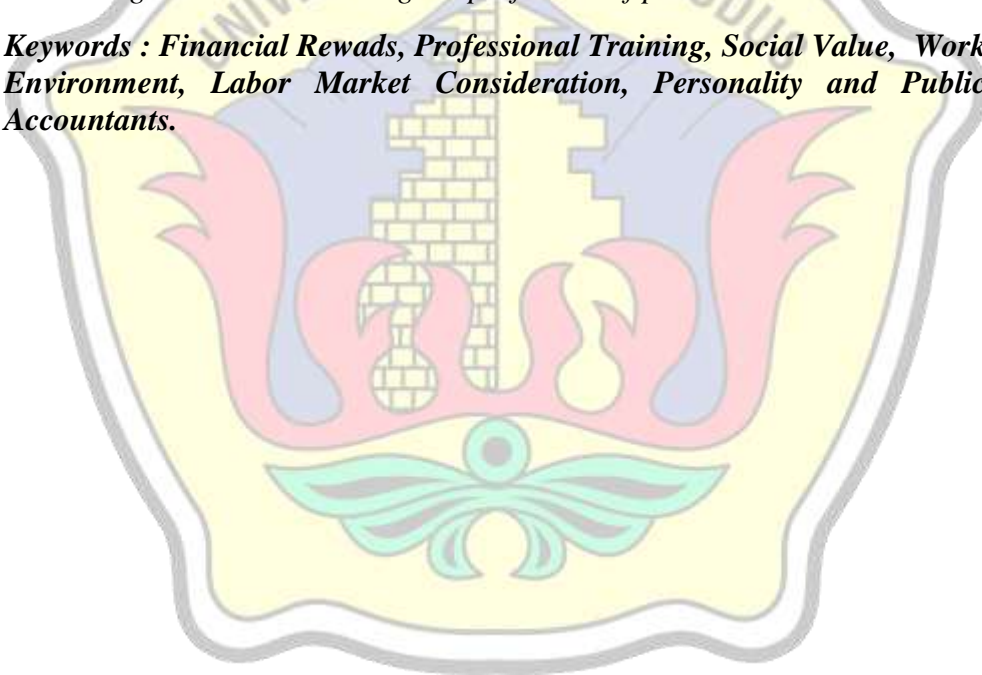 Keywords : Financial Rewads, Professional Training, Social Value, Work
Environment, Labor Market Consideration, Personality and Public
Accountants.